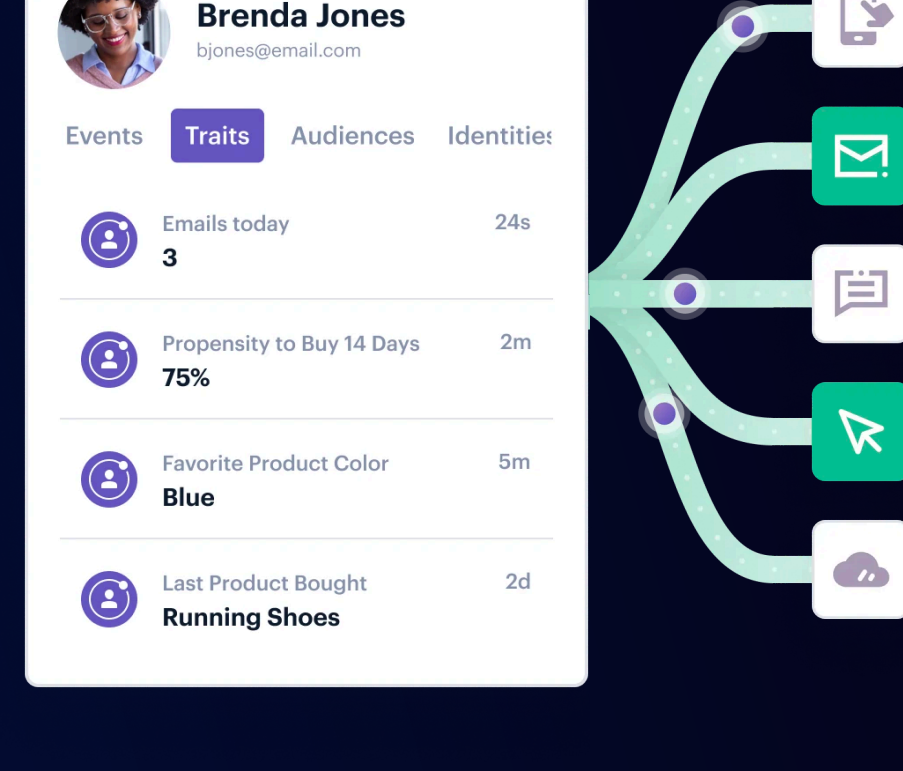 Brenda Jones
bjones@email.com
Events Traits Audiences Identities
Emails today 24s
3
Propensity to Buy 14 Days 2m
75%
Favorite Product Color 5m
Blue
Last Product Bought 2d
Running Shoes